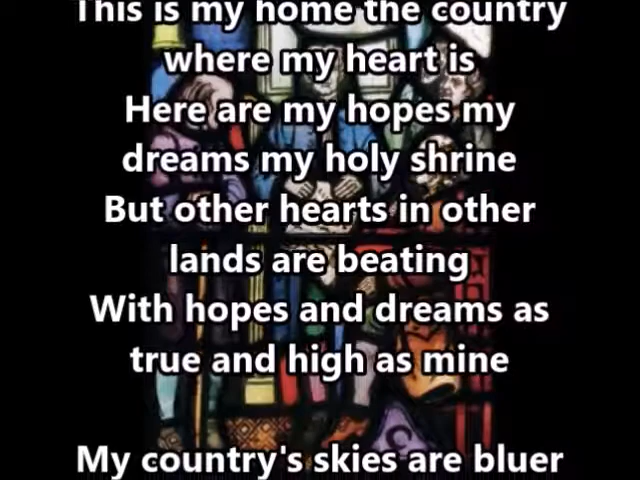 This is my home the country
where my heart is
Here are my hopes my
dreams my holy shrine
But other hearts in other
lands are beating
With hopes and dreams as
true and high as mine
My country's skies are bluer